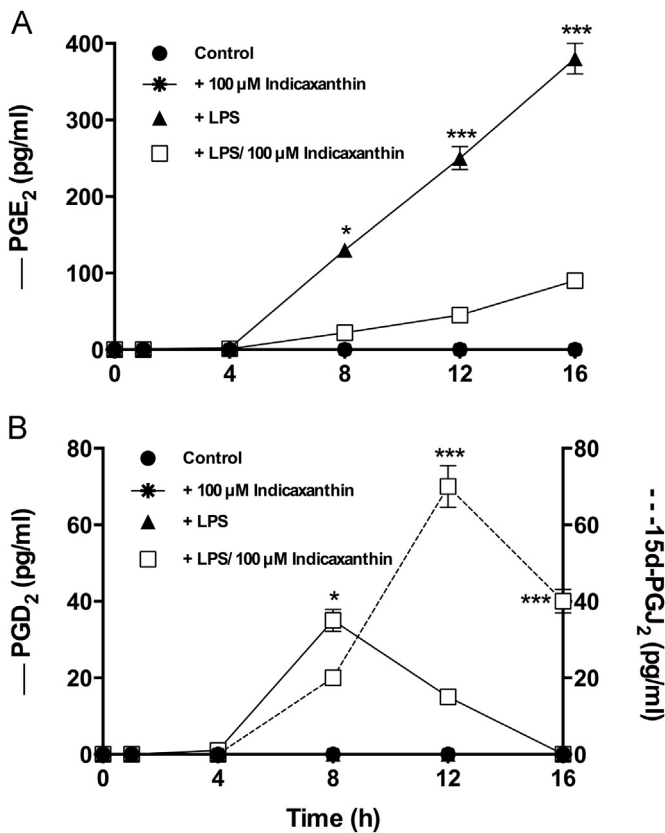 A
Control
+ 100 µM Indicaxanthin
+ LPS
+ LPS/ 100 µM Indicaxanthin
— PGE2 (pg/ml)
400
300
200
100
0
***
***
*
0 4 8 12 16
B
Control
+ 100 µM Indicaxanthin
+ LPS
+ LPS/ 100 µM Indicaxanthin
— PGD2 (pg/ml)
80
60
40
20
0
***
*
***
80
60
40
20
0
---15d-PGJ2 (pg/ml)
0 4 8 12 16
Time (h)